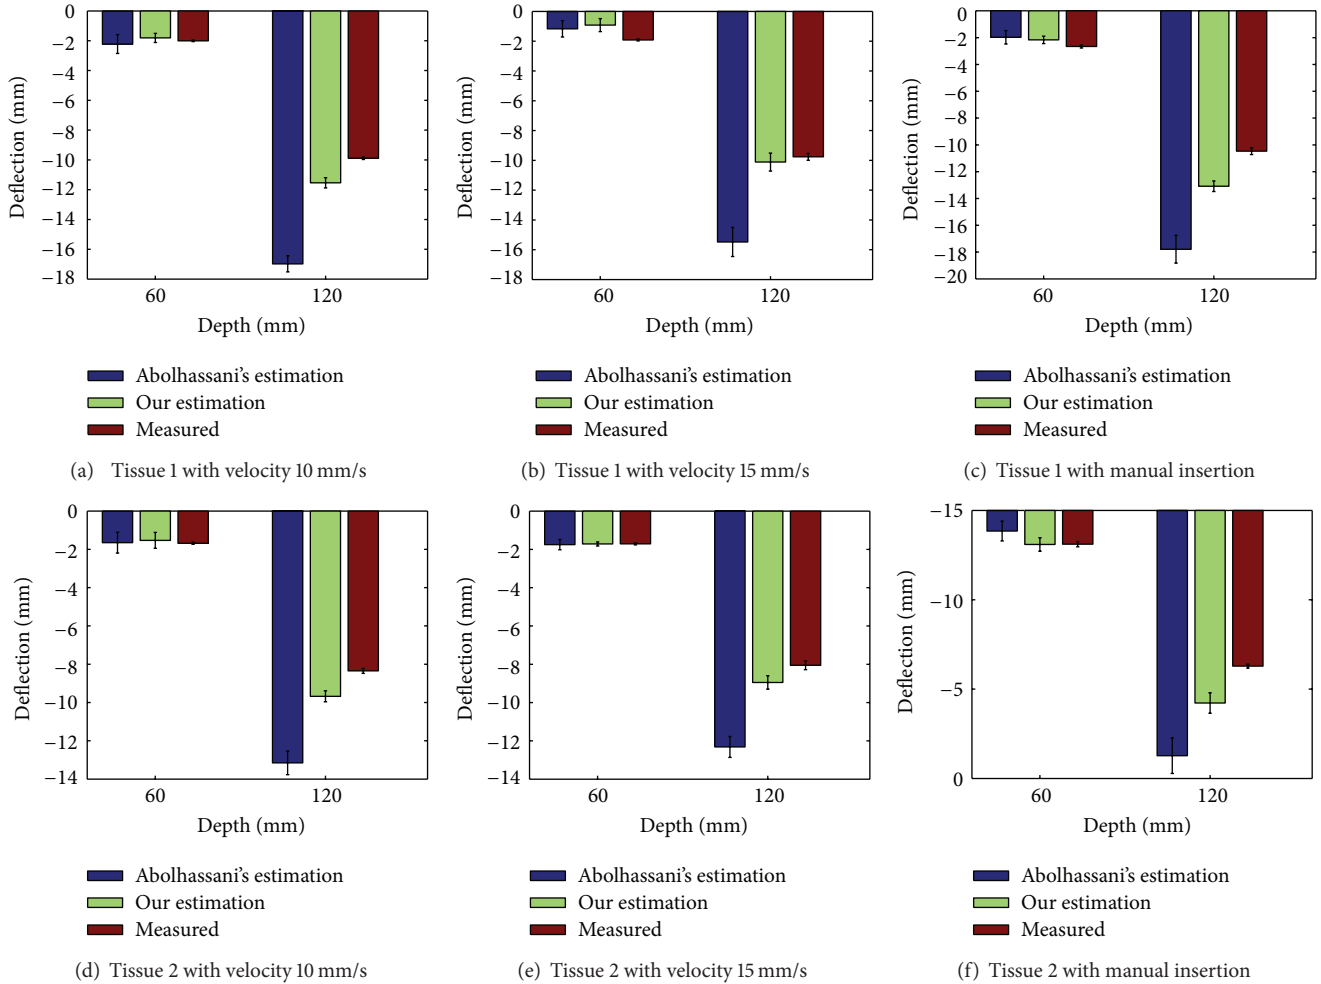 0
−2
−4
−6
−8
−10
−12
−14
−16
−18
Deflection (mm)
60
120
Depth (mm)
Abolhassani’s estimation
Our estimation
Measured
(a) Tissue 1 with velocity 10 mm/s
0
−2
−4
−6
−8
−10
−12
−14
−16
−18
Deflection (mm)
60
120
Depth (mm)
Abolhassani’s estimation
Our estimation
Measured
(b) Tissue 1 with velocity 15 mm/s
0
−2
−4
−6
−8
−10
−12
−14
−16
−18
−20
Deflection (mm)
60
120
Depth (mm)
Abolhassani’s estimation
Our estimation
Measured
(c) Tissue 1 with manual insertion
0
−2
−4
−6
−8
−10
−12
−14
Deflection (mm)
60
120
Depth (mm)
Abolhassani’s estimation
Our estimation
Measured
(d) Tissue 2 with velocity 10 mm/s
0
−2
−4
−6
−8
−10
−12
−14
Deflection (mm)
60
120
Depth (mm)
Abolhassani’s estimation
Our estimation
Measured
(e) Tissue 2 with velocity 15 mm/s
−15
−10
−5
0
Deflection (mm)
60
120
Depth (mm)
Abolhassani’s estimation
Our estimation
Measured
(f) Tissue 2 with manual insertion